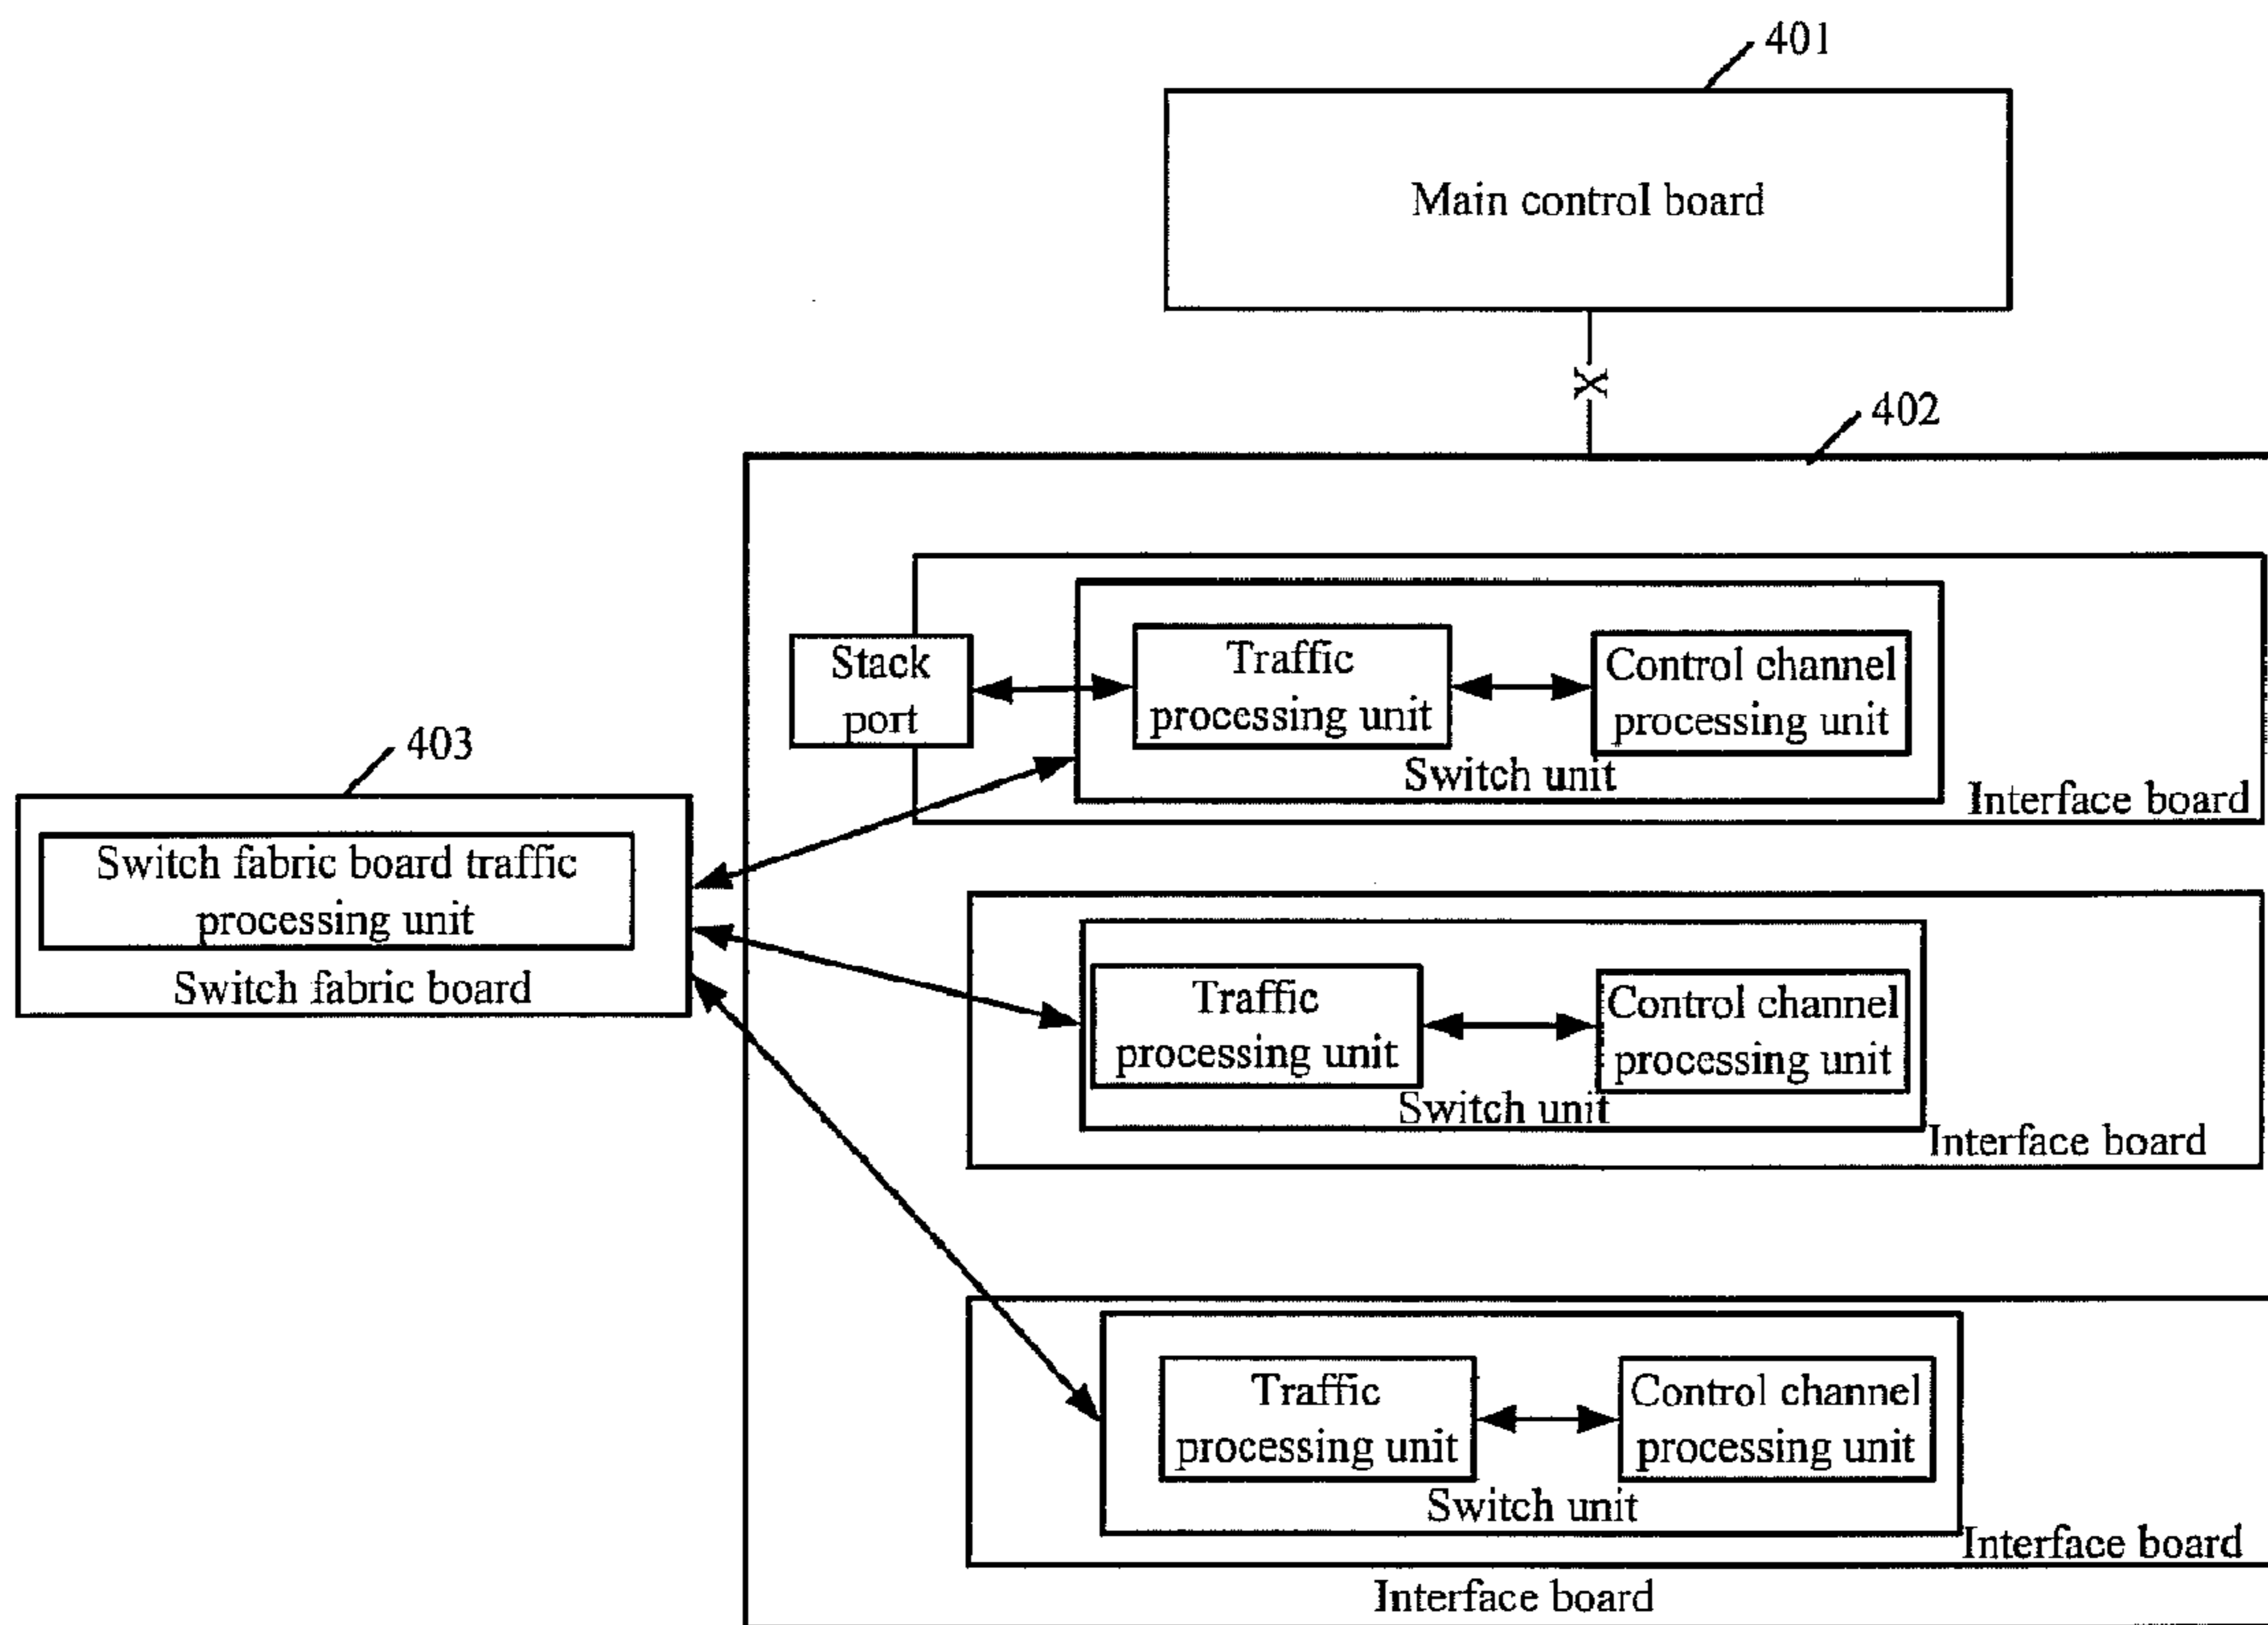 401
Main control board
X
402
Stack
port
Traffic
processing unit
Control channel
processing unit
Switch unit
Interface board
403
Switch fabric board traffic
processing unit
Switch fabric board
Traffic
processing unit
Control channel
processing unit
Switch unit
Interface board
Traffic
processing unit
Control channel
processing unit
Switch unit
Interface board
Interface board